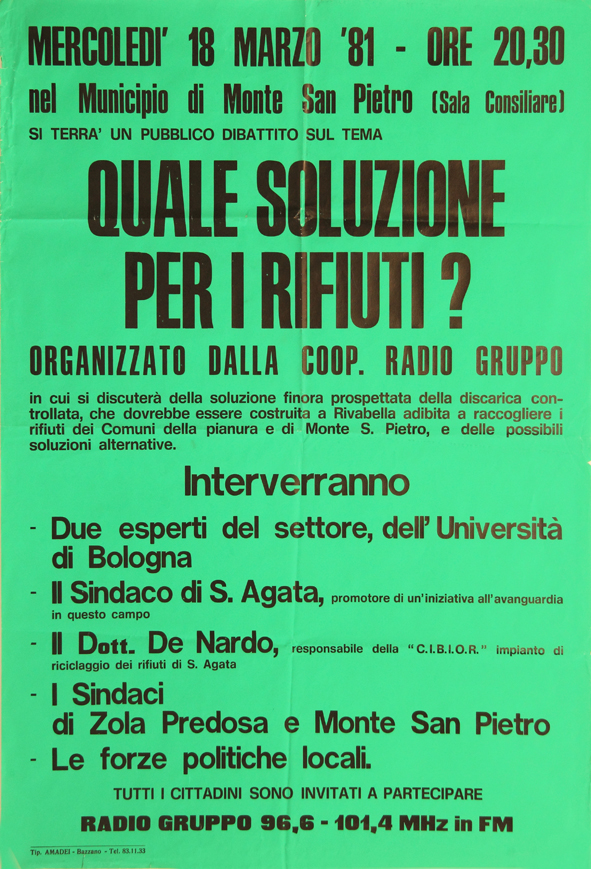 MERCOLEDI' 18 MARZO '81 - ORE 20,30
nel Municipio di Monte San Pietro (Sala Consiliare)
SI TERRA' UN PUBBLICO DIBATTITO SUL TEMA
QUALE SOLUZIONE
PER I RIFIUTI ?
ORGANIZZATO DALLA COOP. RADIO GRUPPO
in cui si discuterà della soluzione finora prospettata della discarica con-
trollata, che dovrebbe essere costruita a Rivabella adibita a raccogliere i
rifiuti dei Comuni della pianura e di Monte S. Pietro, e delle possibili
soluzioni alternative.
Interverranno
- Due esperti del settore, dell'Università
di Bologna
- Il Sindaco di S. Agata, promotore di un'iniziativa all'avanguardia
in questo campo
- Il Dott. De Nardo, responsabile della "C.I.B.I.O.R." impianto di
riciclaggio dei rifiuti di S. Agata
- I Sindaci
di Zola Predosa e Monte San Pietro
- Le forze politiche locali.
TUTTI I CITTADINI SONO INVITATI A PARTECIPARE
RADIO GRUPPO 96,6 - 101,4 MHz in FM
Tip. AMADEI - Bazzano - Tel. 83.11.33